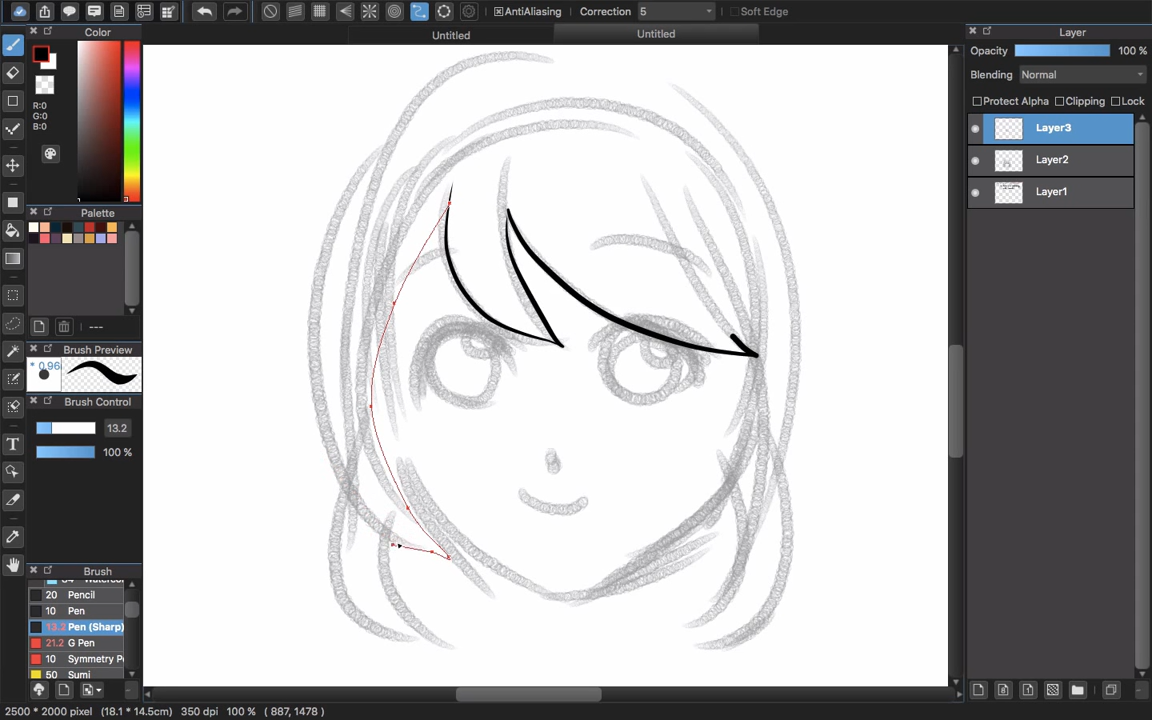 AntiAliasing Correction 5 Soft Edge
Color
Untitled
Untitled
Layer
Opacity 100 %
Blending Normal
R:0
G:0
B:0
Protect Alpha Clipping Lock
Layer3
Layer2
Layer1
Palette
---
Brush Preview
* 0.96
Brush Control
13.2
100 %
T
Brush
20 Pencil
10 Pen
13.2 Pen (Sharp)
21.2 G Pen
10 Symmetry Pe
50 Sumi
2500 * 2000 pixel (18.1 * 14.5cm) 350 dpi 100 % ( 887, 1478 )